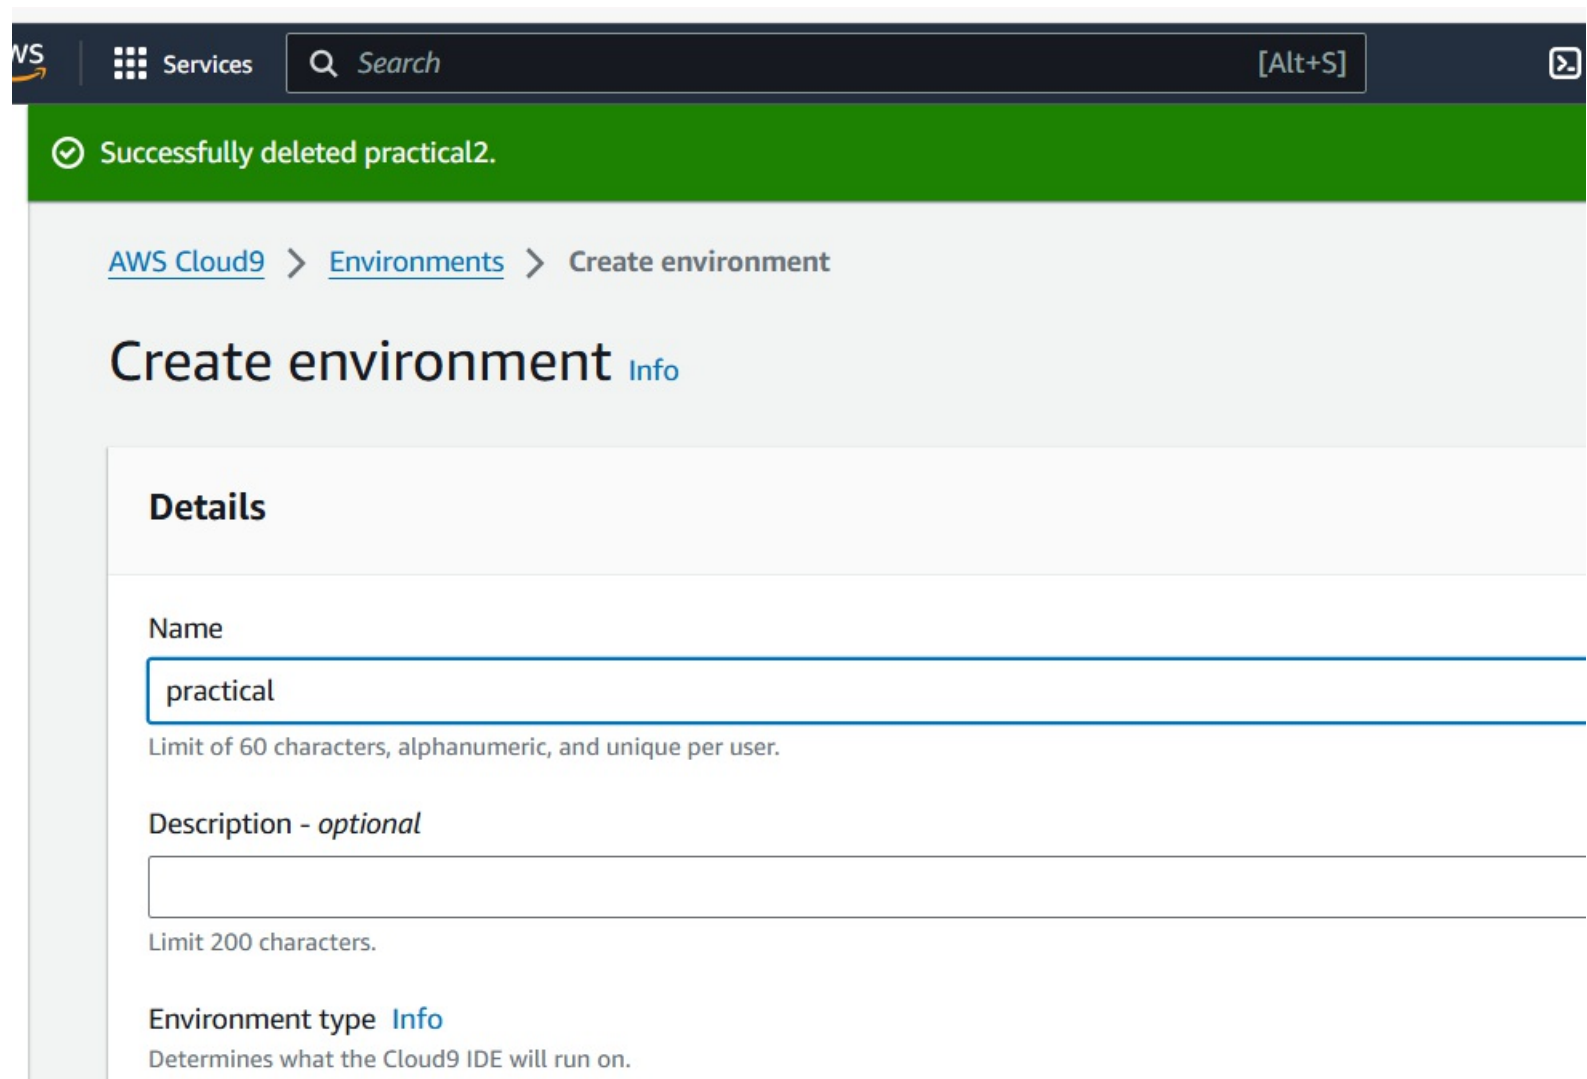 Services Search [Alt+S]
Successfully deleted practical2.
AWS Cloud9 > Environments > Create environment
Create environment Info
Details
Name
practical
Limit of 60 characters, alphanumeric, and unique per user.
Description - optional
Limit 200 characters.
Environment type Info
Determines what the Cloud9 IDE will run on.